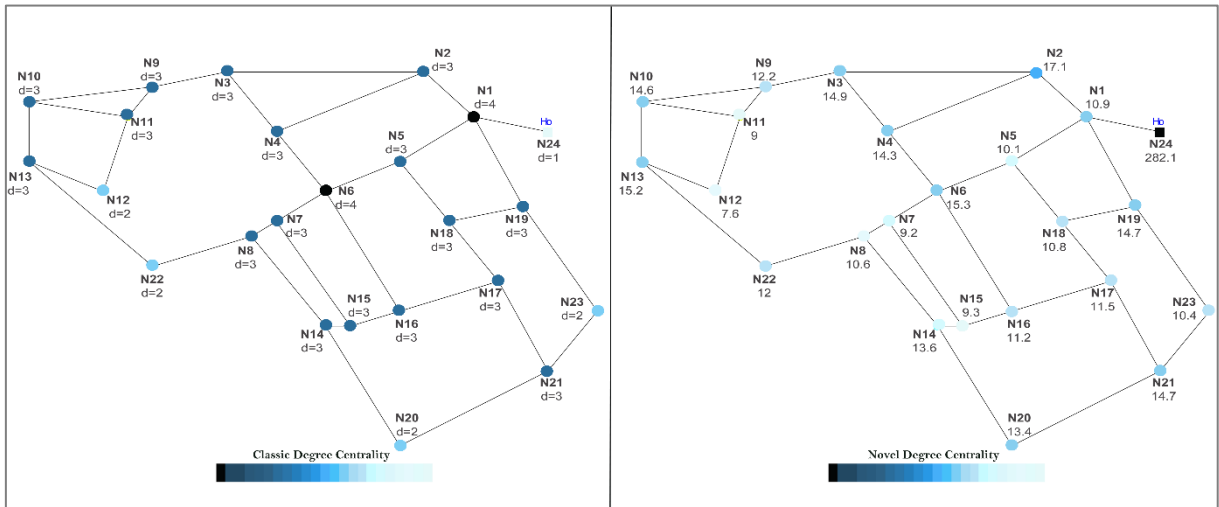 N2
d=3
N9
d=3
N3
d=3
N10
d=3
N1
d=4
N11
d=3
Ho
N24
d=1
N4
d=3
N5
d=3
N13
d=3
N12
d=2
N6
d=4
N7
d=3
N19
d=3
N18
d=3
N8
d=3
N22
d=2
N17
d=3
N15
d=3
N23
d=2
N16
d=3
N14
d=3
N21
d=3
N20
d=2
Classic Degree Centrality
N2
17.1
N9
12.2
N3
14.9
N10
14.6
N1
10.9
N11
9
Ho
N24
282.1
N4
14.3
N5
10.1
N13
15.2
N12
7.6
N6
15.3
N7
9.2
N19
14.7
N18
10.8
N8
10.6
N22
12
N17
11.5
N15
9.3
N23
10.4
N16
11.2
N14
13.6
N21
14.7
N20
13.4
Novel Degree Centrality